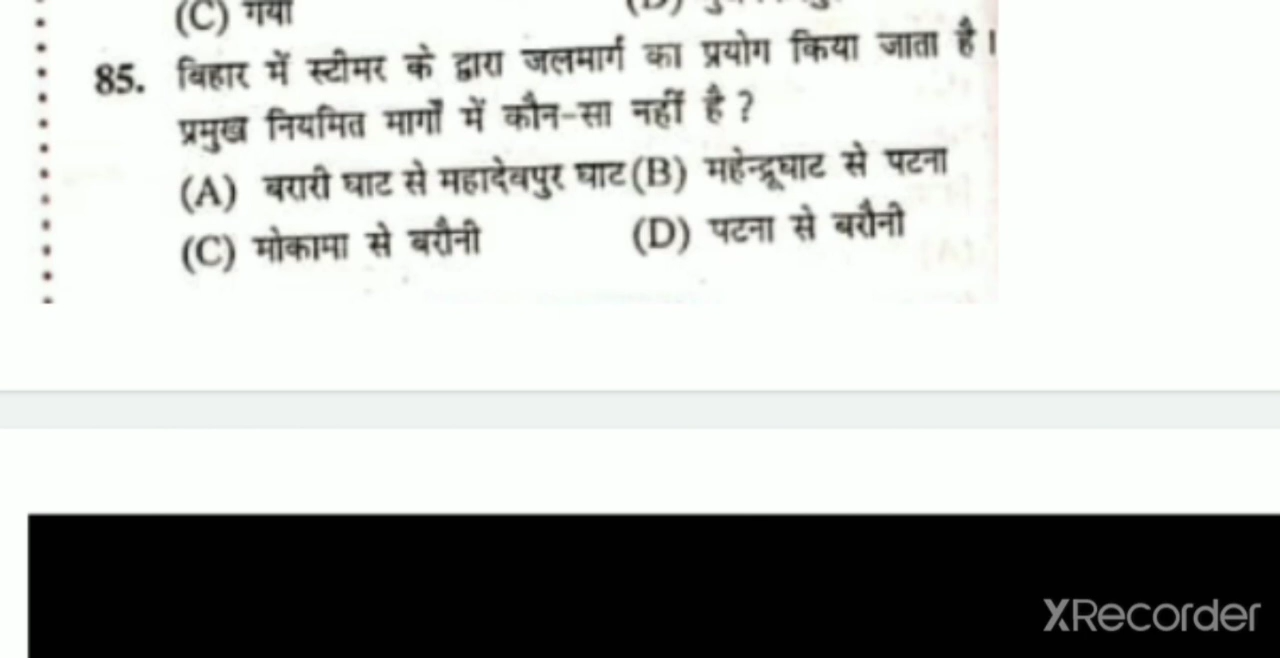 (C) गया
85. बिहार में स्टीमर के द्वारा जलमार्ग का प्रयोग किया जाता है।
प्रमुख नियमित मार्गों में कौन-सा नहीं है ?
(A) बरारी घाट से महादेवपुर घाट (B) महेन्द्रूघाट से पटना
(C) मोकामा से बरौनी (D) पटना से बरौनी
XRecorder